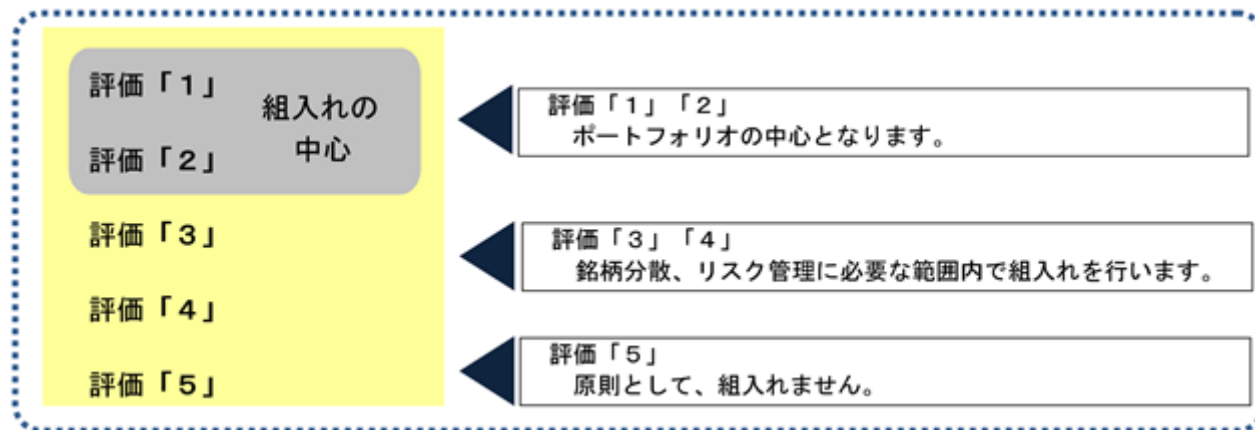 評価「１」
組入れの
中心
評価「２」
評価「３」
評価「４」
評価「５」
評価「１」「２」
ポートフォリオの中心となります。
評価「３」「４」
銘柄分散、リスク管理に必要な範囲内で組入れを行います。
評価「５」
原則として、組入れません。